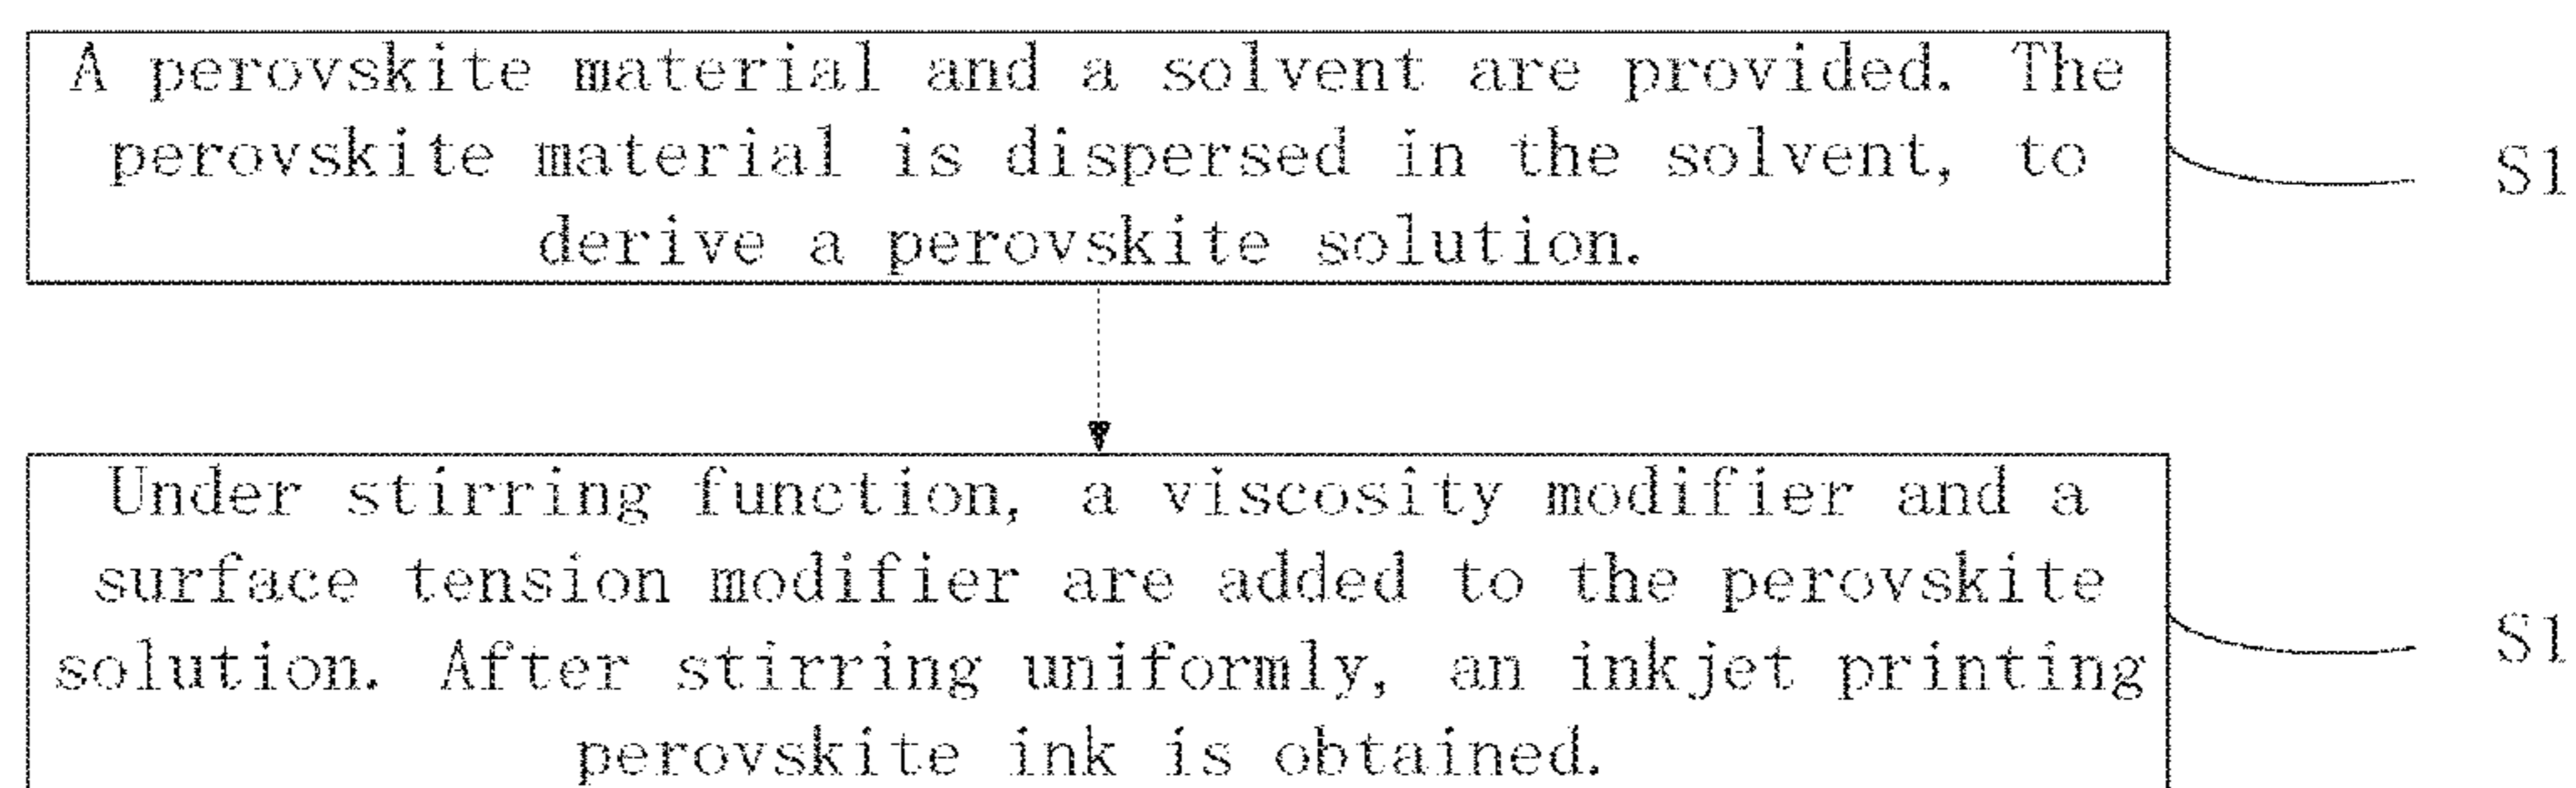 A perovskite material and a solvent are provided. The
perovskite material is dispersed in the solvent, to
derive a perovskite solution.
S1
Under stirring function, a viscosity modifier and a
surface tension modifier are added to the perovskite
solution. After stirring uniformly, an inkjet printing
perovskite ink is obtained.
S1